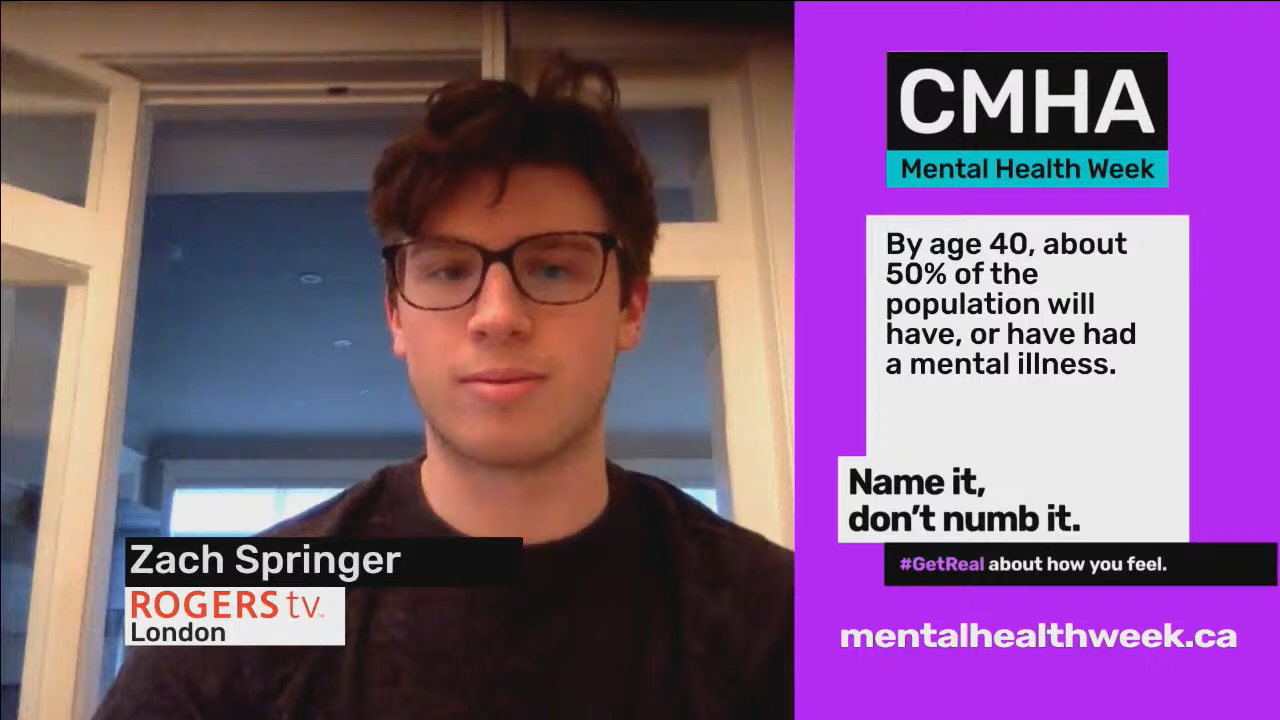 Zach Springer
ROGERS tv™
London
CMHA
Mental Health Week
By age 40, about
50% of the
population will
have, or have had
a mental illness.
Name it,
don’t numb it.
#GetReal about how you feel.
mentalhealthweek.ca